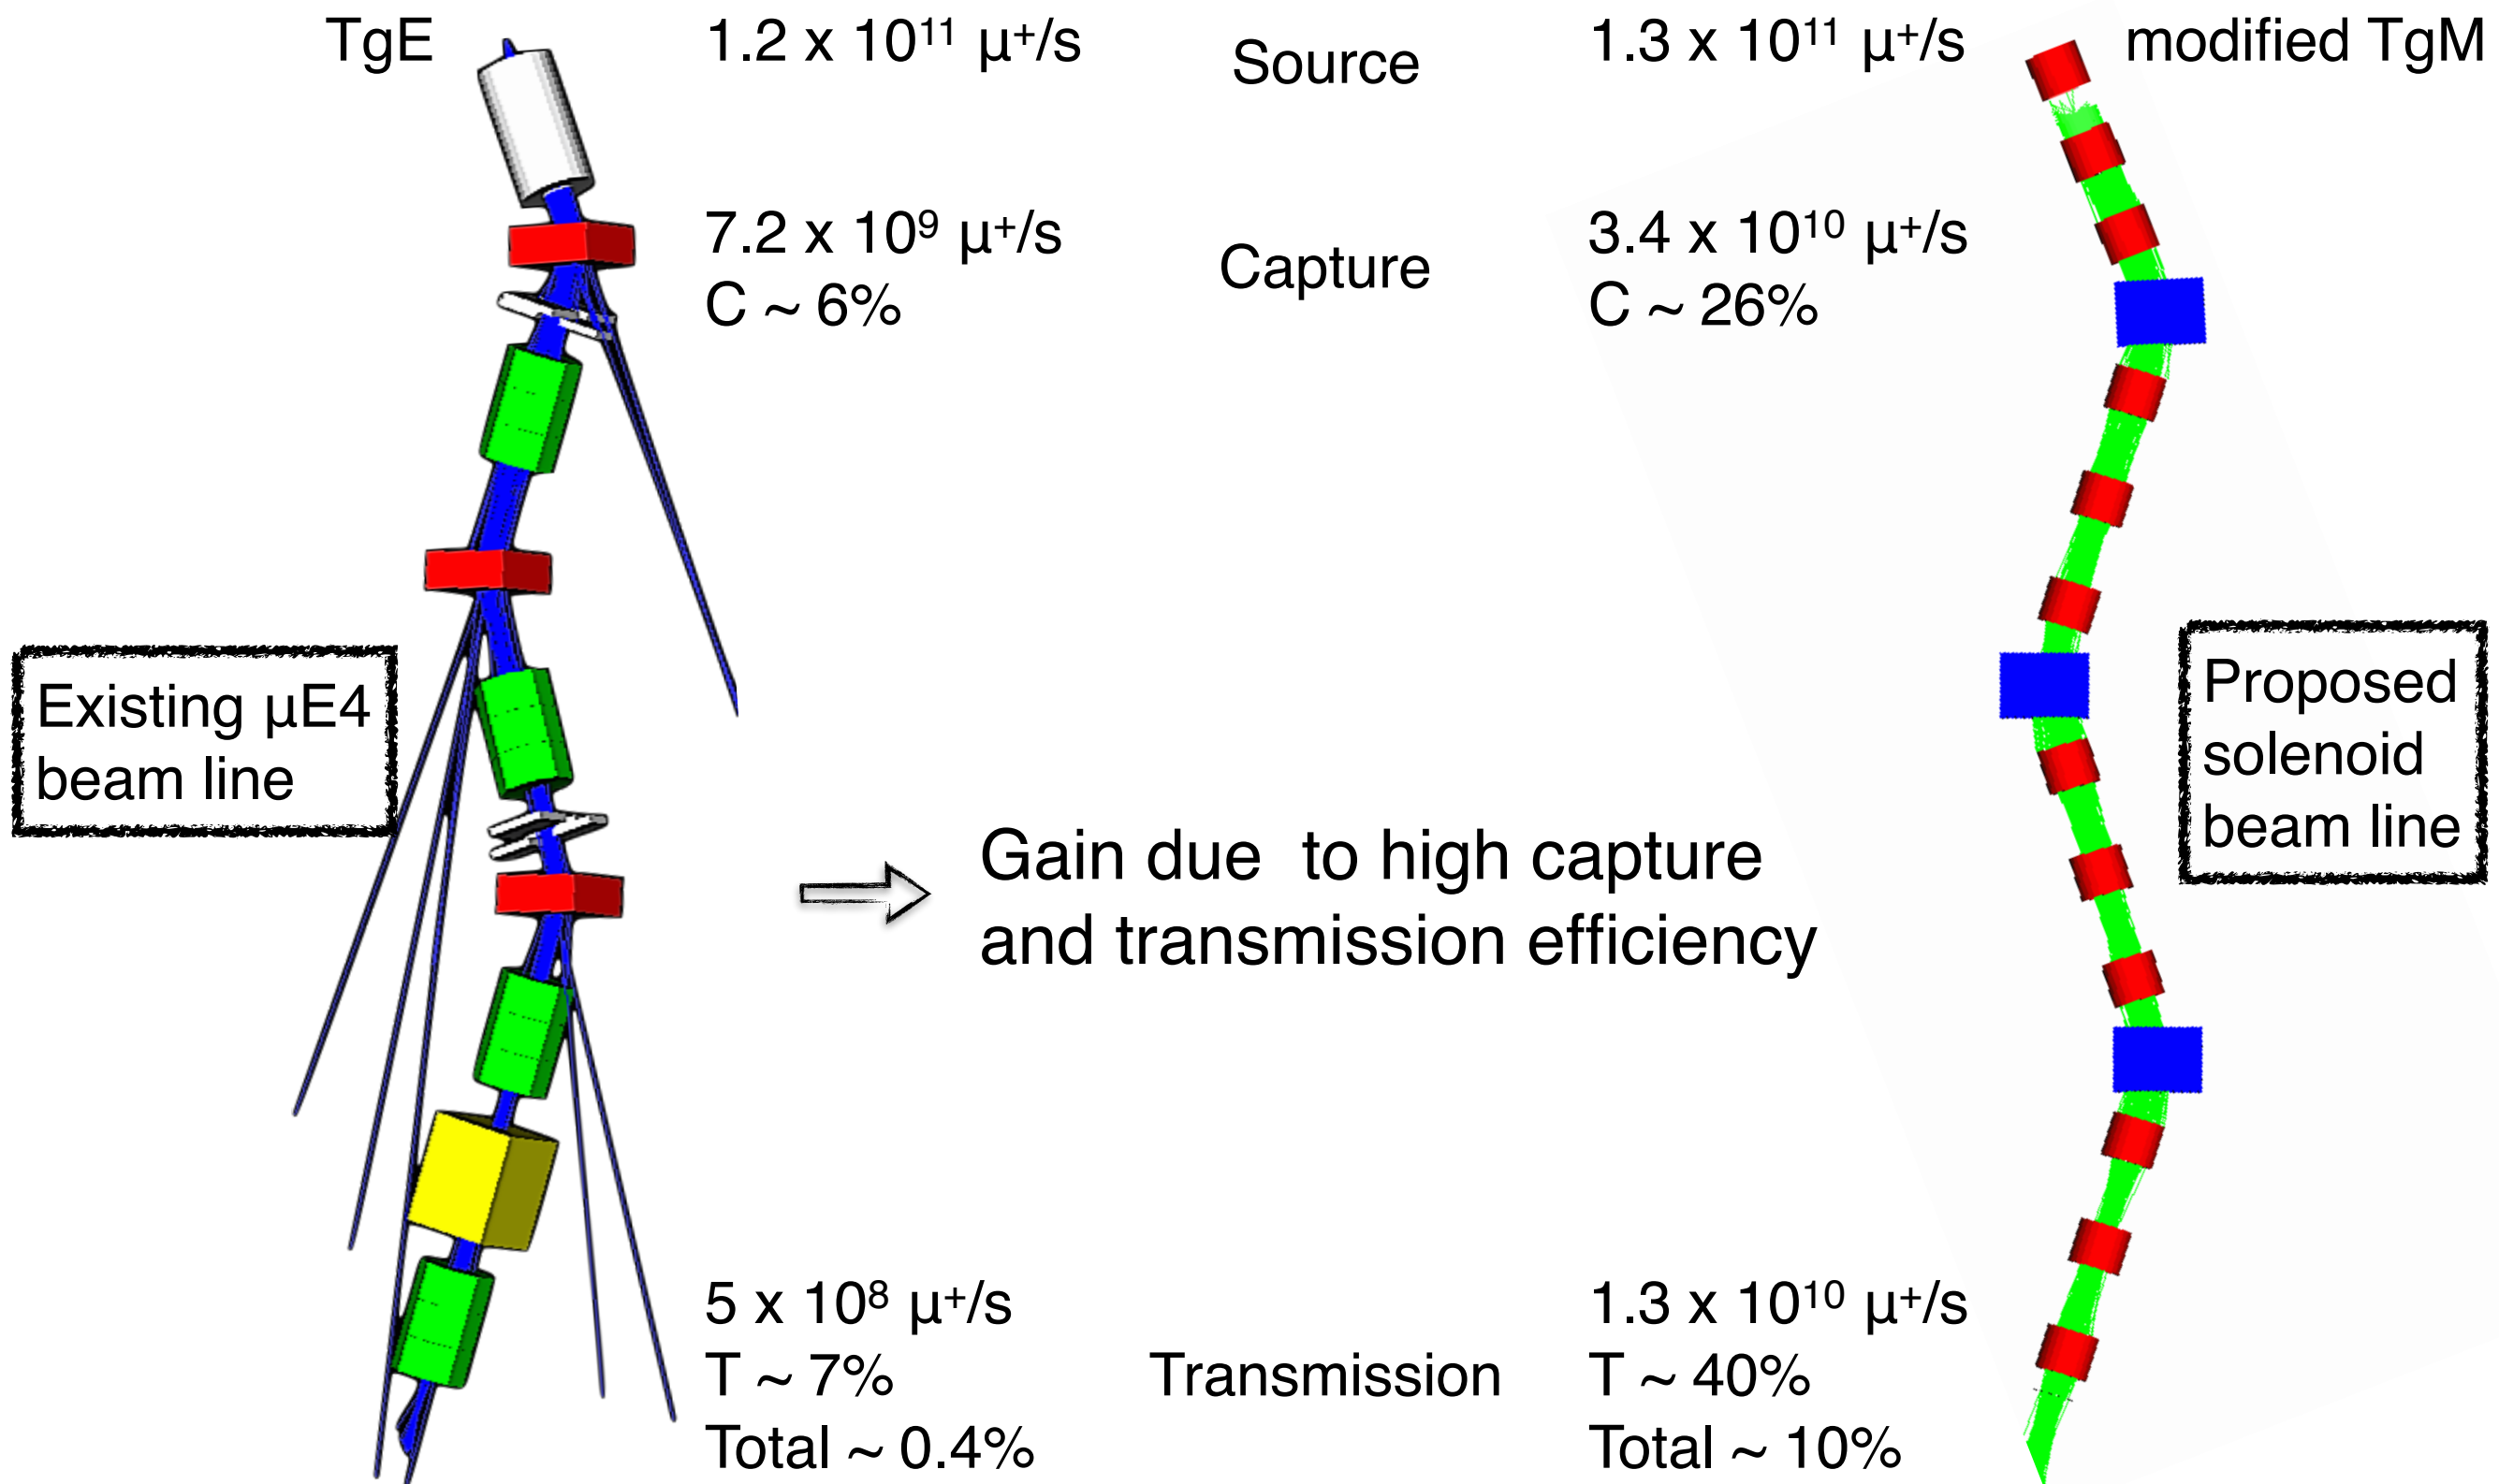 TgE
1.2 x 10¹¹ µ⁺/s
Source
1.3 x 10¹¹ µ⁺/s
modified TgM
7.2 x 10⁹ µ⁺/s
C ~ 6%
Capture
3.4 x 10¹⁰ µ⁺/s
C ~ 26%
Existing µE4
beam line
Proposed
solenoid
beam line
Gain due  to high capture
and transmission efficiency
5 x 10⁸ µ⁺/s
T ~ 7%
Total ~ 0.4%
Transmission
1.3 x 10¹⁰ µ⁺/s
T ~ 40%
Total ~ 10%